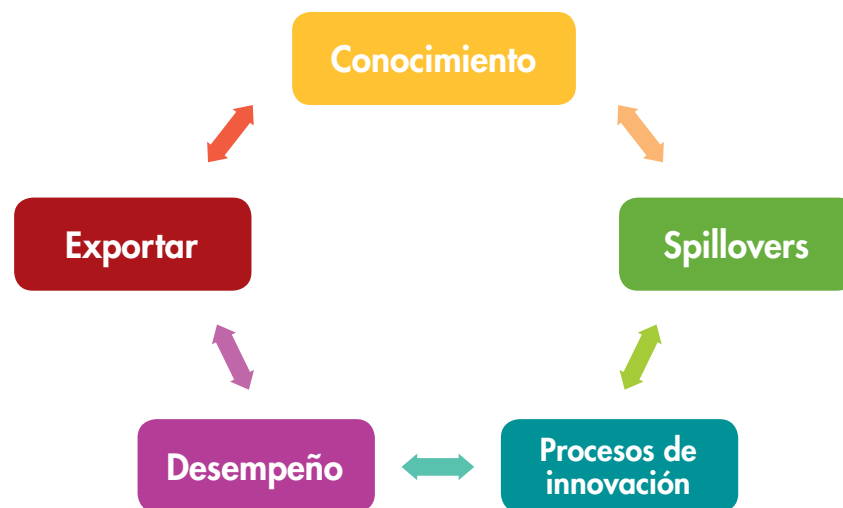 Conocimiento
Exportar
Spillovers
Desempeño
Procesos de
innovación